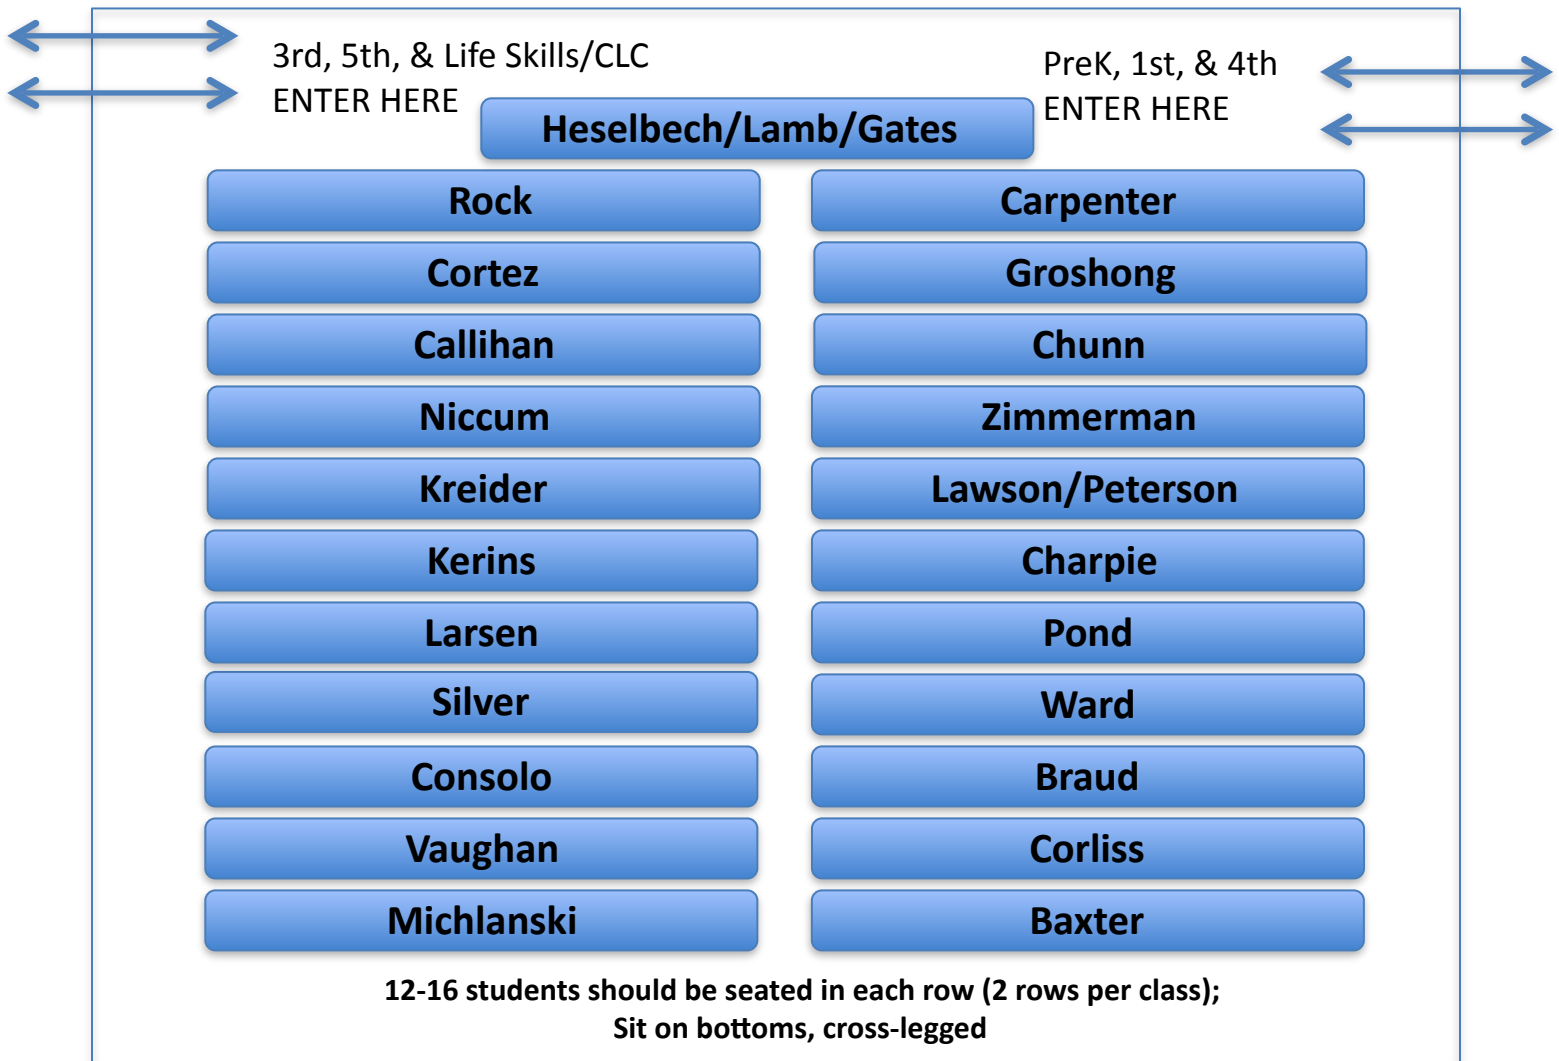 3rd, 5th, & Life Skills/CLC
ENTER HERE
PreK, 1st, & 4th
ENTER HERE
Heselbech/Lamb/Gates
Rock
Carpenter
Cortez
Groshong
Callihan
Chunn
Niccum
Zimmerman
Kreider
Lawson/Peterson
Kerins
Charpie
Larsen
Pond
Silver
Ward
Consolo
Braud
Vaughan
Corliss
Michlanski
Baxter
12-16 students should be seated in each row (2 rows per class);
Sit on bottoms, cross-legged